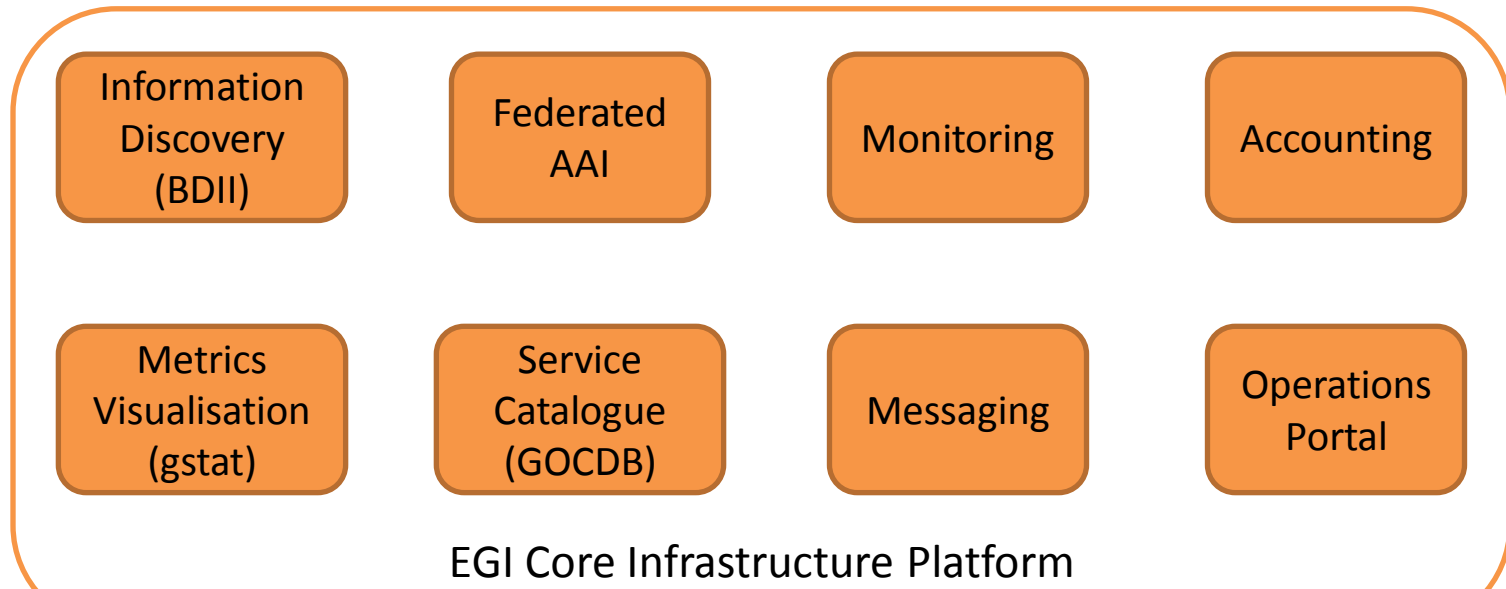 Information
Discovery
(BDII)
Federated
AAI
Monitoring
Accounting
Metrics
Visualisation
(gstat)
Service
Catalogue
(GOCDB)
Messaging
Operations
Portal
EGI Core Infrastructure Platform